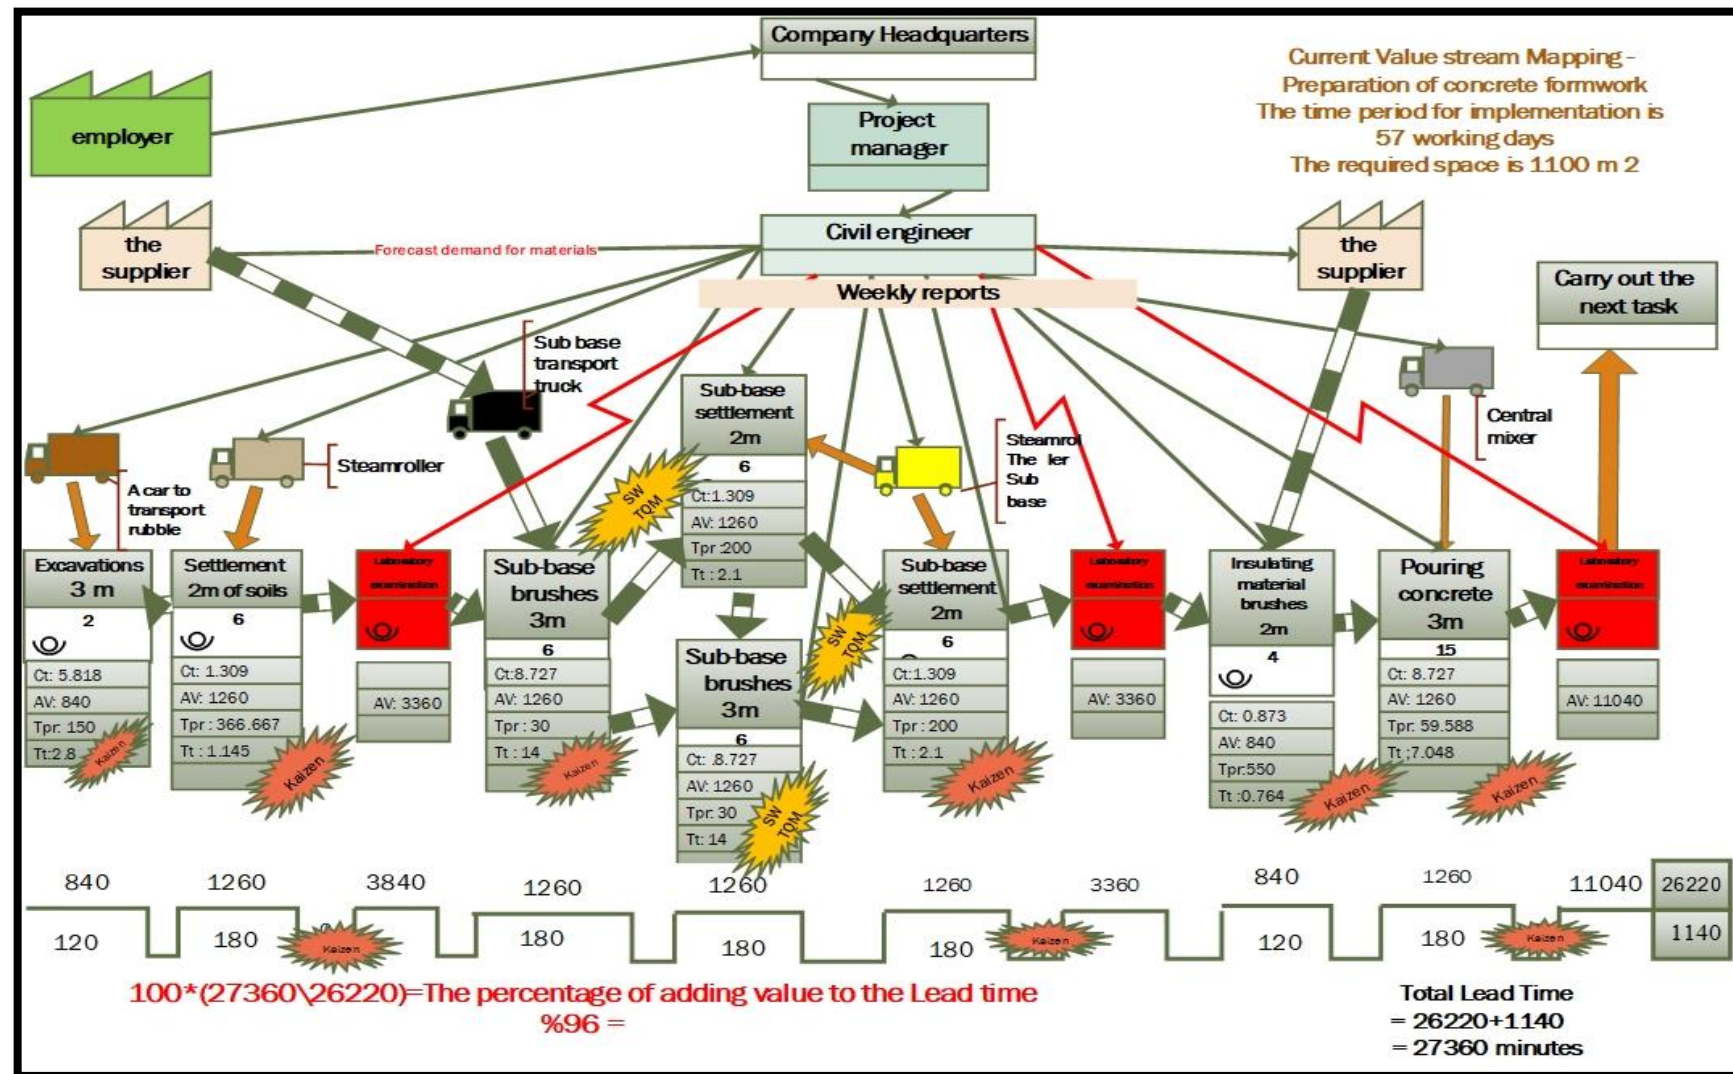 Company Headquarters
Current Value stream Mapping -
Preparation of concrete formwork
The time period for implementation is
57 working days
The required space is 1100 m 2
employer
Project
manager
the
supplier
Forecast demand for materials
Civil engineer
the
supplier
Weekly reports
Carry out the
next task
Sub base
transport
truck
Sub-base
settlement
2m
6
Ct:1.309
AV: 1260
Tpr :200
Tt : 2.1
Central
mixer
Steamroller
Steamrol
The ler
Sub
base
A car to
transport
rubble
SW
TQM
Excavations
3 m
2
Ct: 5.818
AV: 840
Tpr: 150
Tt:2.8
Kaizen
Settlement
2m of soils
6
Ct: 1.309
AV: 1260
Tpr : 366.667
Tt : 1.145
Kaizen
Laboratory
examination
AV: 3360
Sub-base
brushes
3m
6
Ct:8.727
AV: 1260
Tpr : 30
Tt : 14
Kaizen
Sub-base
brushes
3m
6
Ct: .8.727
AV: 1260
Tpr: 30
Tt: 14
SW
TQM
SW
TQM
Sub-base
settlement
2m
6
Ct:1.309
AV: 1260
Tpr : 200
Tt : 2.1
Kaizen
Laboratory
examination
AV: 3360
Insulating
material
brushes
2m
4
Ct: 0.873
AV: 840
Tpr:550
Tt :0.764
Kaizen
Pouring
concrete
3m
15
Ct: 8.727
AV: 1260
Tpr: 59.588
Tt ;7.048
Kaizen
Laboratory
examination
AV: 11040
840 1260 3840 1260 1260 1260 3360 840 1260 11040 26220
120 180 Kaizen 180 180 180 Kaizen 120 180 Kaizen 1140
100*(27360\26220)=The percentage of adding value to the Lead time
%96 =
Total Lead Time
= 26220+1140
= 27360 minutes